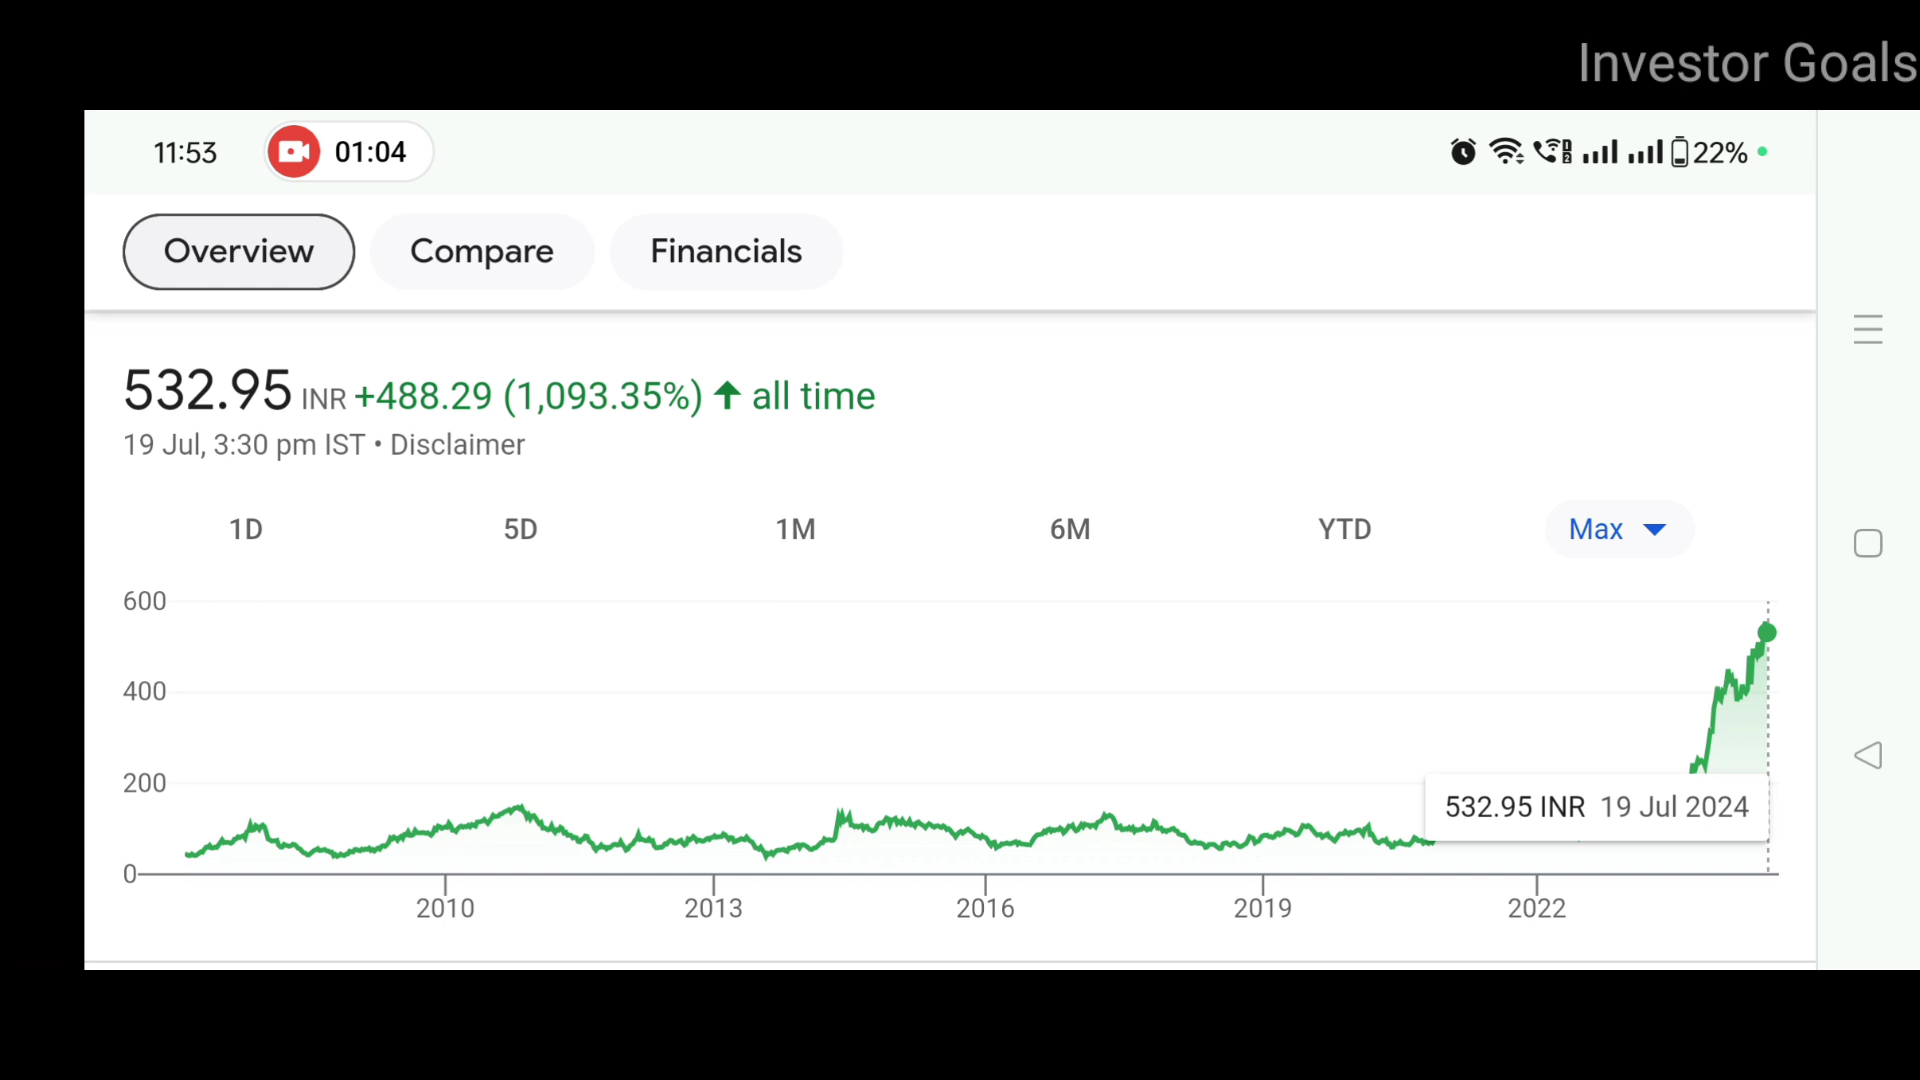 Investor Goals
11:53 01:04 22%
Overview Compare Financials
532.95 INR +488.29 (1,093.35%) ↑ all time
19 Jul, 3:30 pm IST • Disclaimer
1D 5D 1M 6M YTD Max
600
400
200
532.95 INR 19 Jul 2024
0
2010 2013 2016 2019 2022